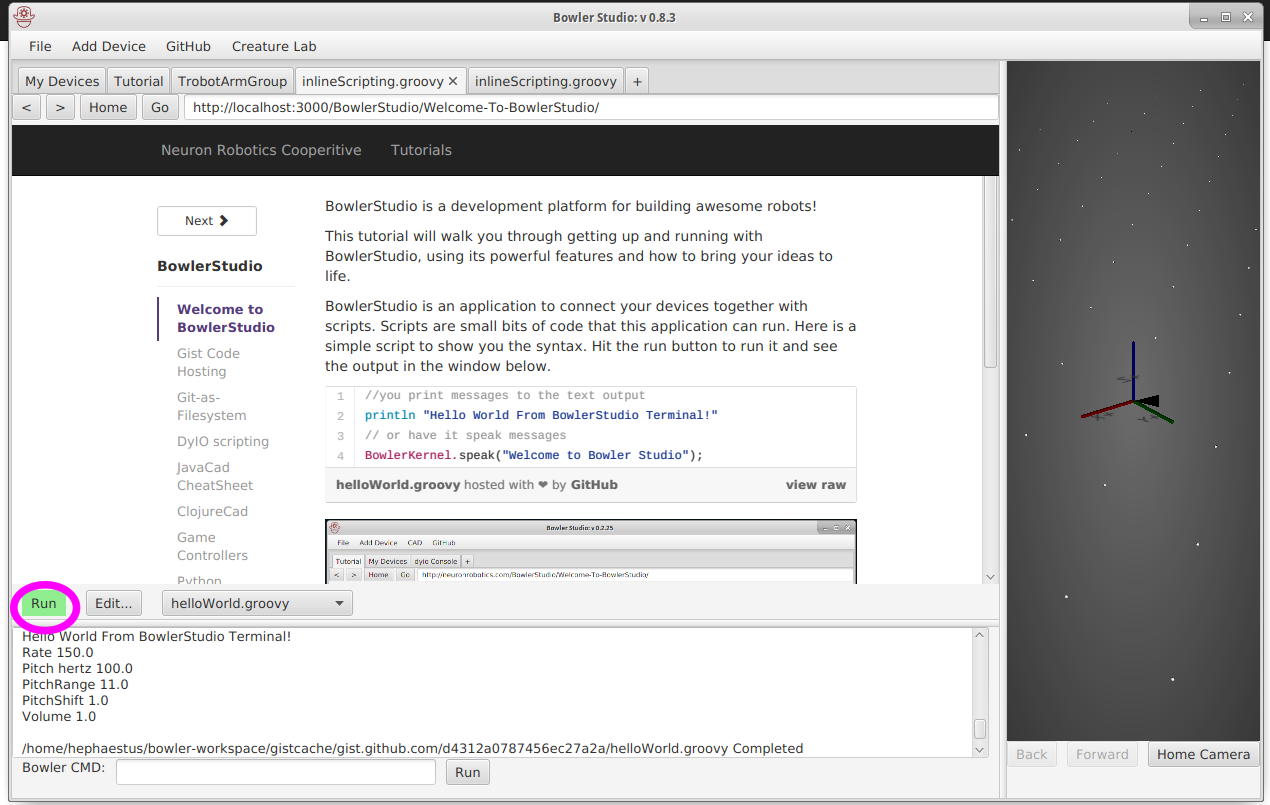 Bowler Studio: v 0.8.3
File Add Device GitHub Creature Lab
My Devices Tutorial TrobotArmGroup inlineScripting.groovy ✕ inlineScripting.groovy +
< > Home Go http://localhost:3000/BowlerStudio/Welcome-To-BowlerStudio/
Neuron Robotics Cooperitive Tutorials
Next
BowlerStudio
Welcome to
BowlerStudio
Gist Code
Hosting
Git-as-
Filesystem
DyIO scripting
JavaCad
CheatSheet
ClojureCad
Game
Controllers
Python
BowlerStudio is a development platform for building awesome robots!
This tutorial will walk you through getting up and running with
BowlerStudio, using its powerful features and how to bring your ideas to
life.
BowlerStudio is an application to connect your devices together with
scripts. Scripts are small bits of code that this application can run. Here is a
simple script to show you the syntax. Hit the run button to run it and see
the output in the window below.
1 //you print messages to the text output
2 println "Hello World From BowlerStudio Terminal!"
3 // or have it speak messages
4 BowlerKernel.speak("Welcome to Bowler Studio");
helloWorld.groovy hosted with ❤ by GitHub view raw
Bowler Studio: v 0.2.25
File Add Device CAD GitHub
Tutorial My Devices dyio Console +
< > Home Go http://neuronrobotics.com/BowlerStudio/Welcome-To-BowlerStudio/
Run Edit... helloWorld.groovy
Hello World From BowlerStudio Terminal!
Rate 150.0
Pitch hertz 100.0
PitchRange 11.0
PitchShift 1.0
Volume 1.0
/home/hephaestus/bowler-workspace/gistcache/gist.github.com/d4312a0787456ec27a2a/helloWorld.groovy Completed
Bowler CMD: Run
Back Forward Home Camera